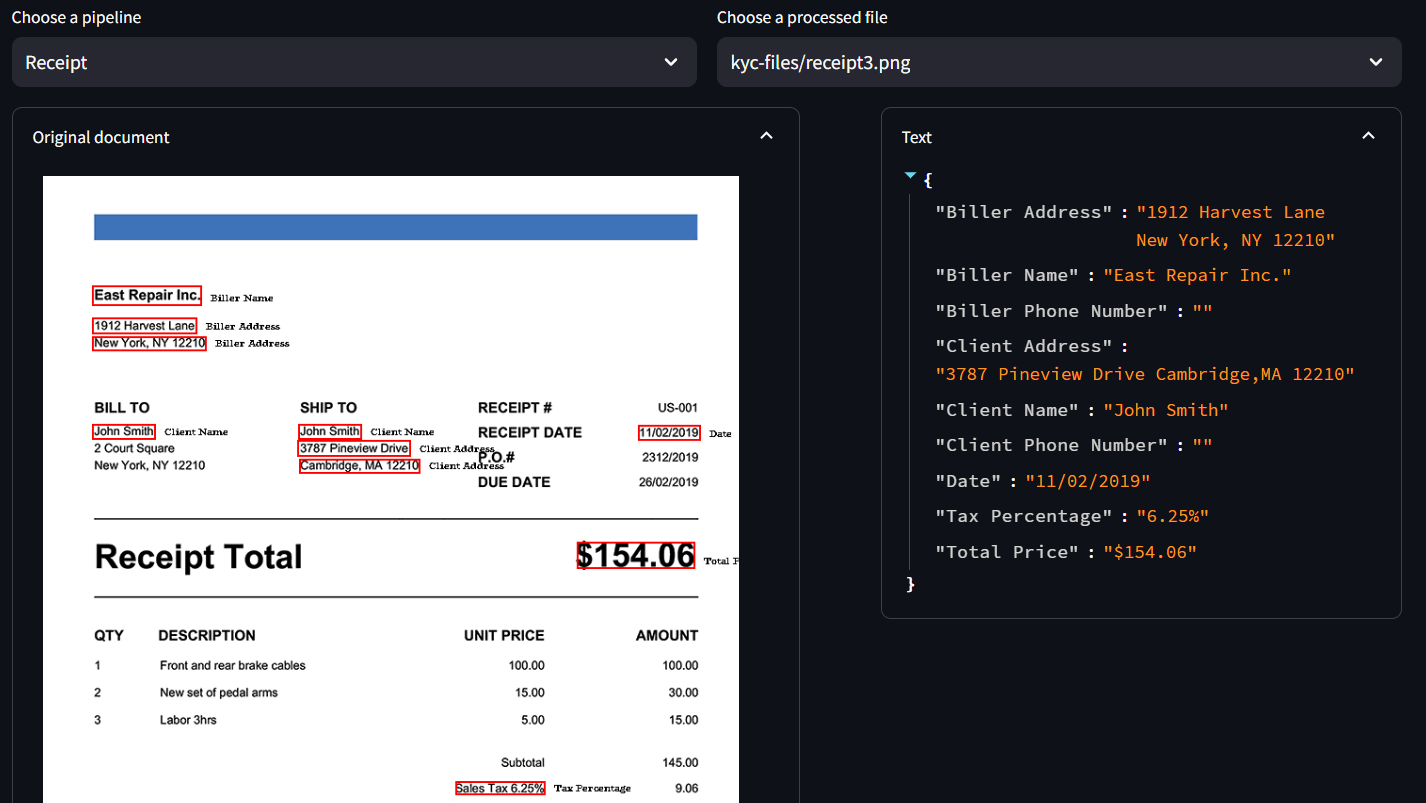 Choose a pipeline
Choose a processed file
Receipt
kyc-files/receipt3.png
Original document
East Repair Inc. Biller Name
1912 Harvest Lane Biller Address
New York, NY 12210 Biller Address
BILL TO
John Smith Client Name
2 Court Square
New York, NY 12210
SHIP TO
John Smith Client Name
3787 Pineview Drive Client Address
Cambridge, MA 12210 Client Address
RECEIPT # US-001
RECEIPT DATE 11/02/2019 Date
P.O.# 2312/2019
DUE DATE 26/02/2019
Receipt Total $154.06 Total P
QTY DESCRIPTION UNIT PRICE AMOUNT
1 Front and rear brake cables 100.00 100.00
2 New set of pedal arms 15.00 30.00
3 Labor 3hrs 5.00 15.00
Subtotal 145.00
Sales Tax 6.25% Tax Percentage 9.06
Text
{
"Biller Address" : "1912 Harvest Lane
New York, NY 12210"
"Biller Name" : "East Repair Inc."
"Biller Phone Number" : ""
"Client Address" :
"3787 Pineview Drive Cambridge,MA 12210"
"Client Name" : "John Smith"
"Client Phone Number" : ""
"Date" : "11/02/2019"
"Tax Percentage" : "6.25%"
"Total Price" : "$154.06"
}